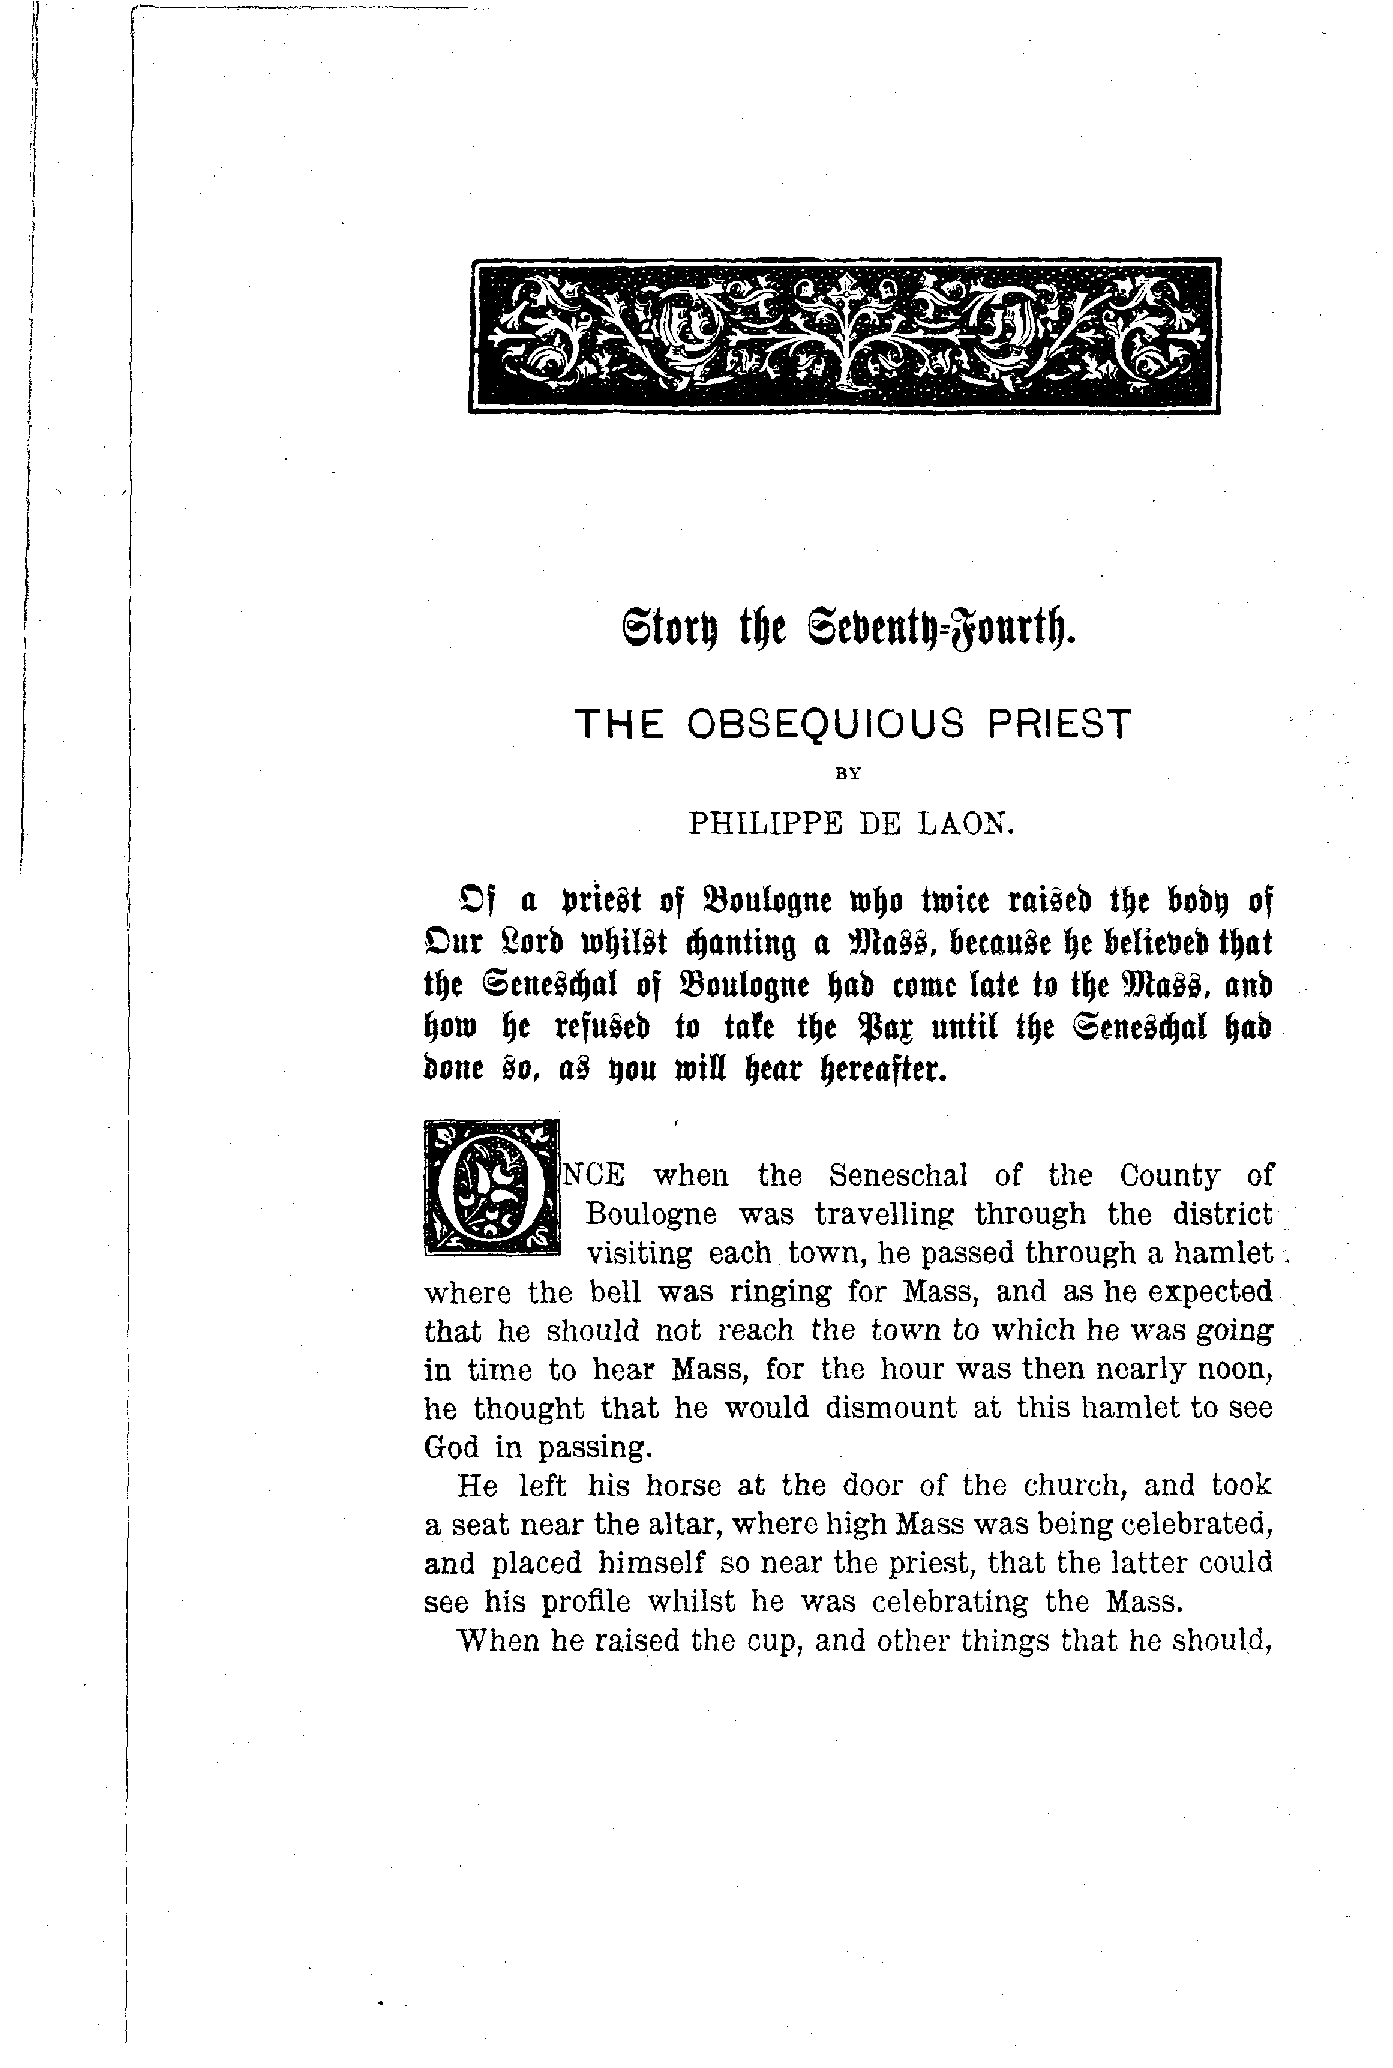 Story the Seventy-Fourth.
THE OBSEQUIOUS PRIEST
BY
PHILIPPE DE LAON.
Of a priest of Boulogne who twice raised the body of
Our Lord whilst chanting a Mass, because he believed that
the Seneschal of Boulogne had come late to the Mass, and
how he refused to take the Pax until the Seneschal had
done so, as you will hear hereafter.
ONCE when the Seneschal of the County of
Boulogne was travelling through the district
visiting each town, he passed through a hamlet
where the bell was ringing for Mass, and as he expected
that he should not reach the town to which he was going
in time to hear Mass, for the hour was then nearly noon,
he thought that he would dismount at this hamlet to see
God in passing.
He left his horse at the door of the church, and took
a seat near the altar, where high Mass was being celebrated,
and placed himself so near the priest, that the latter could
see his profile whilst he was celebrating the Mass.
When he raised the cup, and other things that he should,